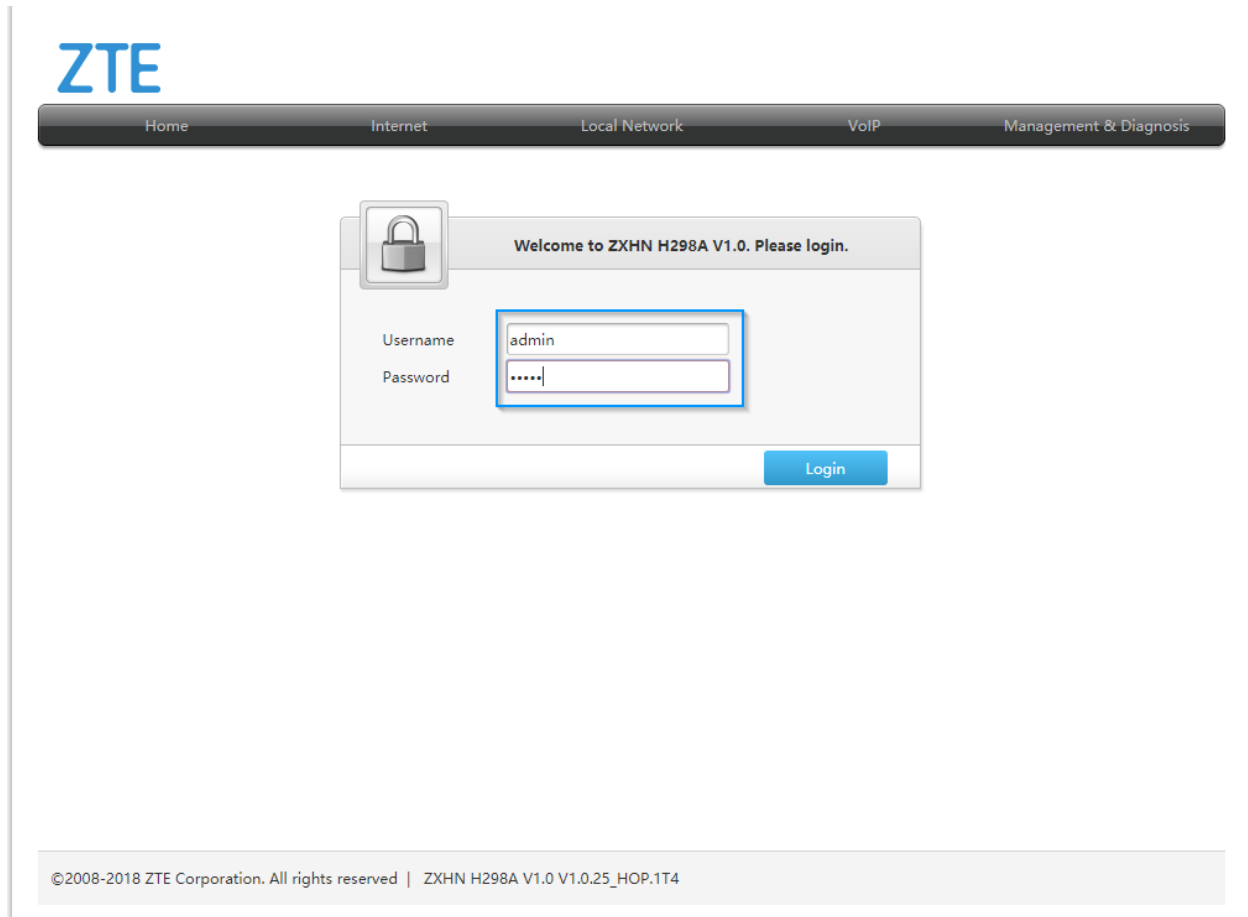 ZTE
Home Internet Local Network VoIP Management & Diagnosis
Welcome to ZXHN H298A V1.0. Please login.
Username admin
Password •••••
Login
©2008-2018 ZTE Corporation. All rights reserved | ZXHN H298A V1.0 V1.0.25_HOP.1T4